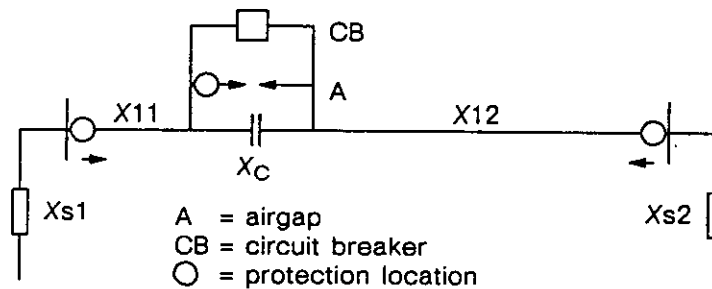 CB
A
X11
X12
XC
Xs1
Xs2
A = airgap
CB = circuit breaker
= protection location